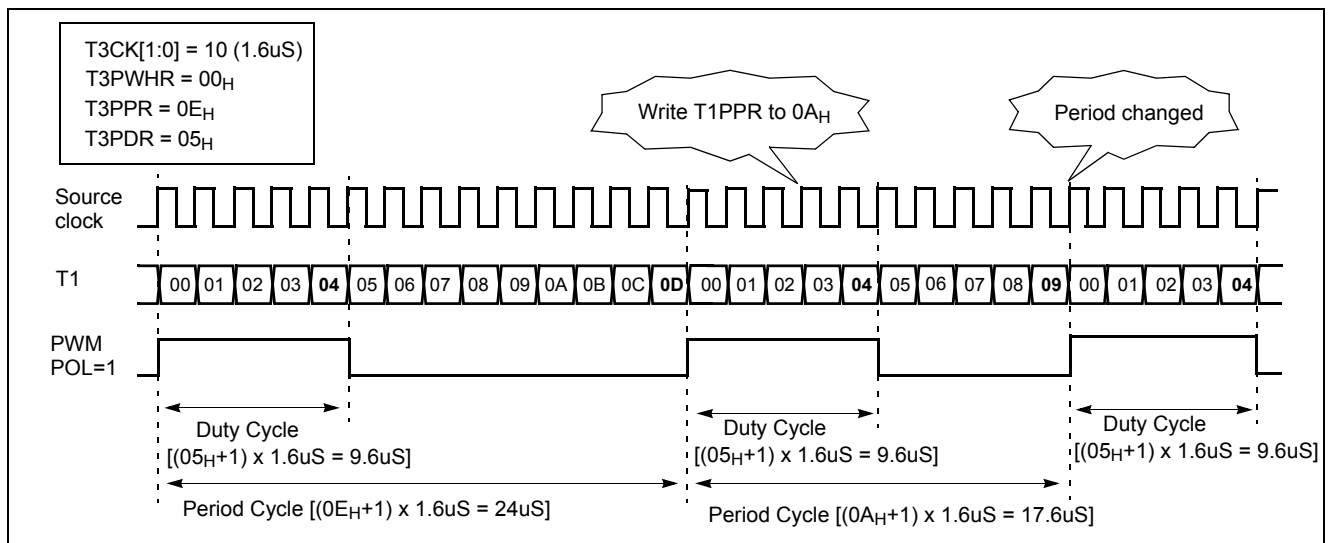 T3CK[1:0] = 10 (1.6uS)
T3PWHR = 00H
T3PPR = 0EH
T3PDR = 05H
Write T1PPR to 0AH
Period changed
Source
clock
T1
00 01 02 03 04 05 06 07 08 09 0A 0B 0C 0D 00 01 02 03 04 05 06 07 08 09 00 01 02 03 04
PWM
POL=1
Duty Cycle
[(05H+1) x 1.6uS = 9.6uS]
Duty Cycle
[(05H+1) x 1.6uS = 9.6uS]
Duty Cycle
[(05H+1) x 1.6uS = 9.6uS]
Period Cycle [(0EH+1) x 1.6uS = 24uS]
Period Cycle [(0AH+1) x 1.6uS = 17.6uS]